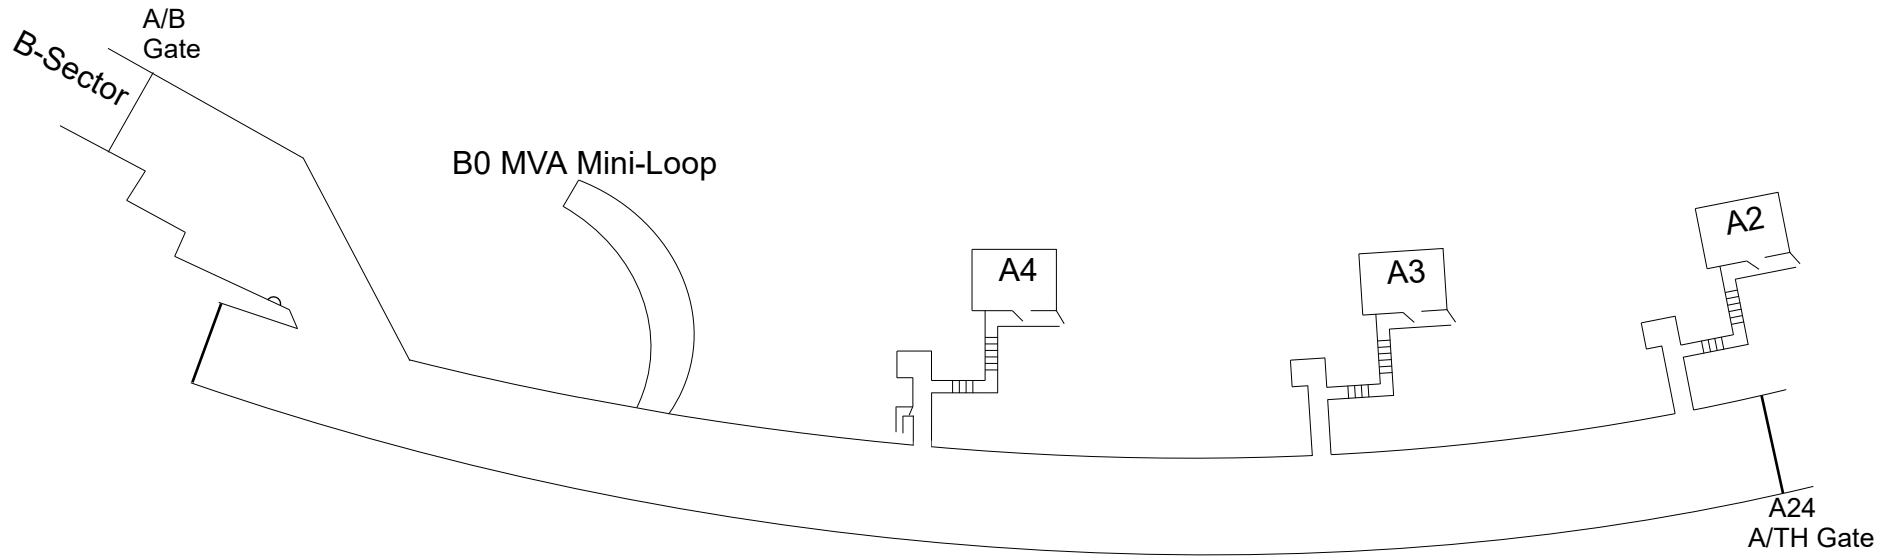 A/B
Gate
B-Sector
B0 MVA Mini-Loop
A4
A3
A2
A24
A/TH Gate